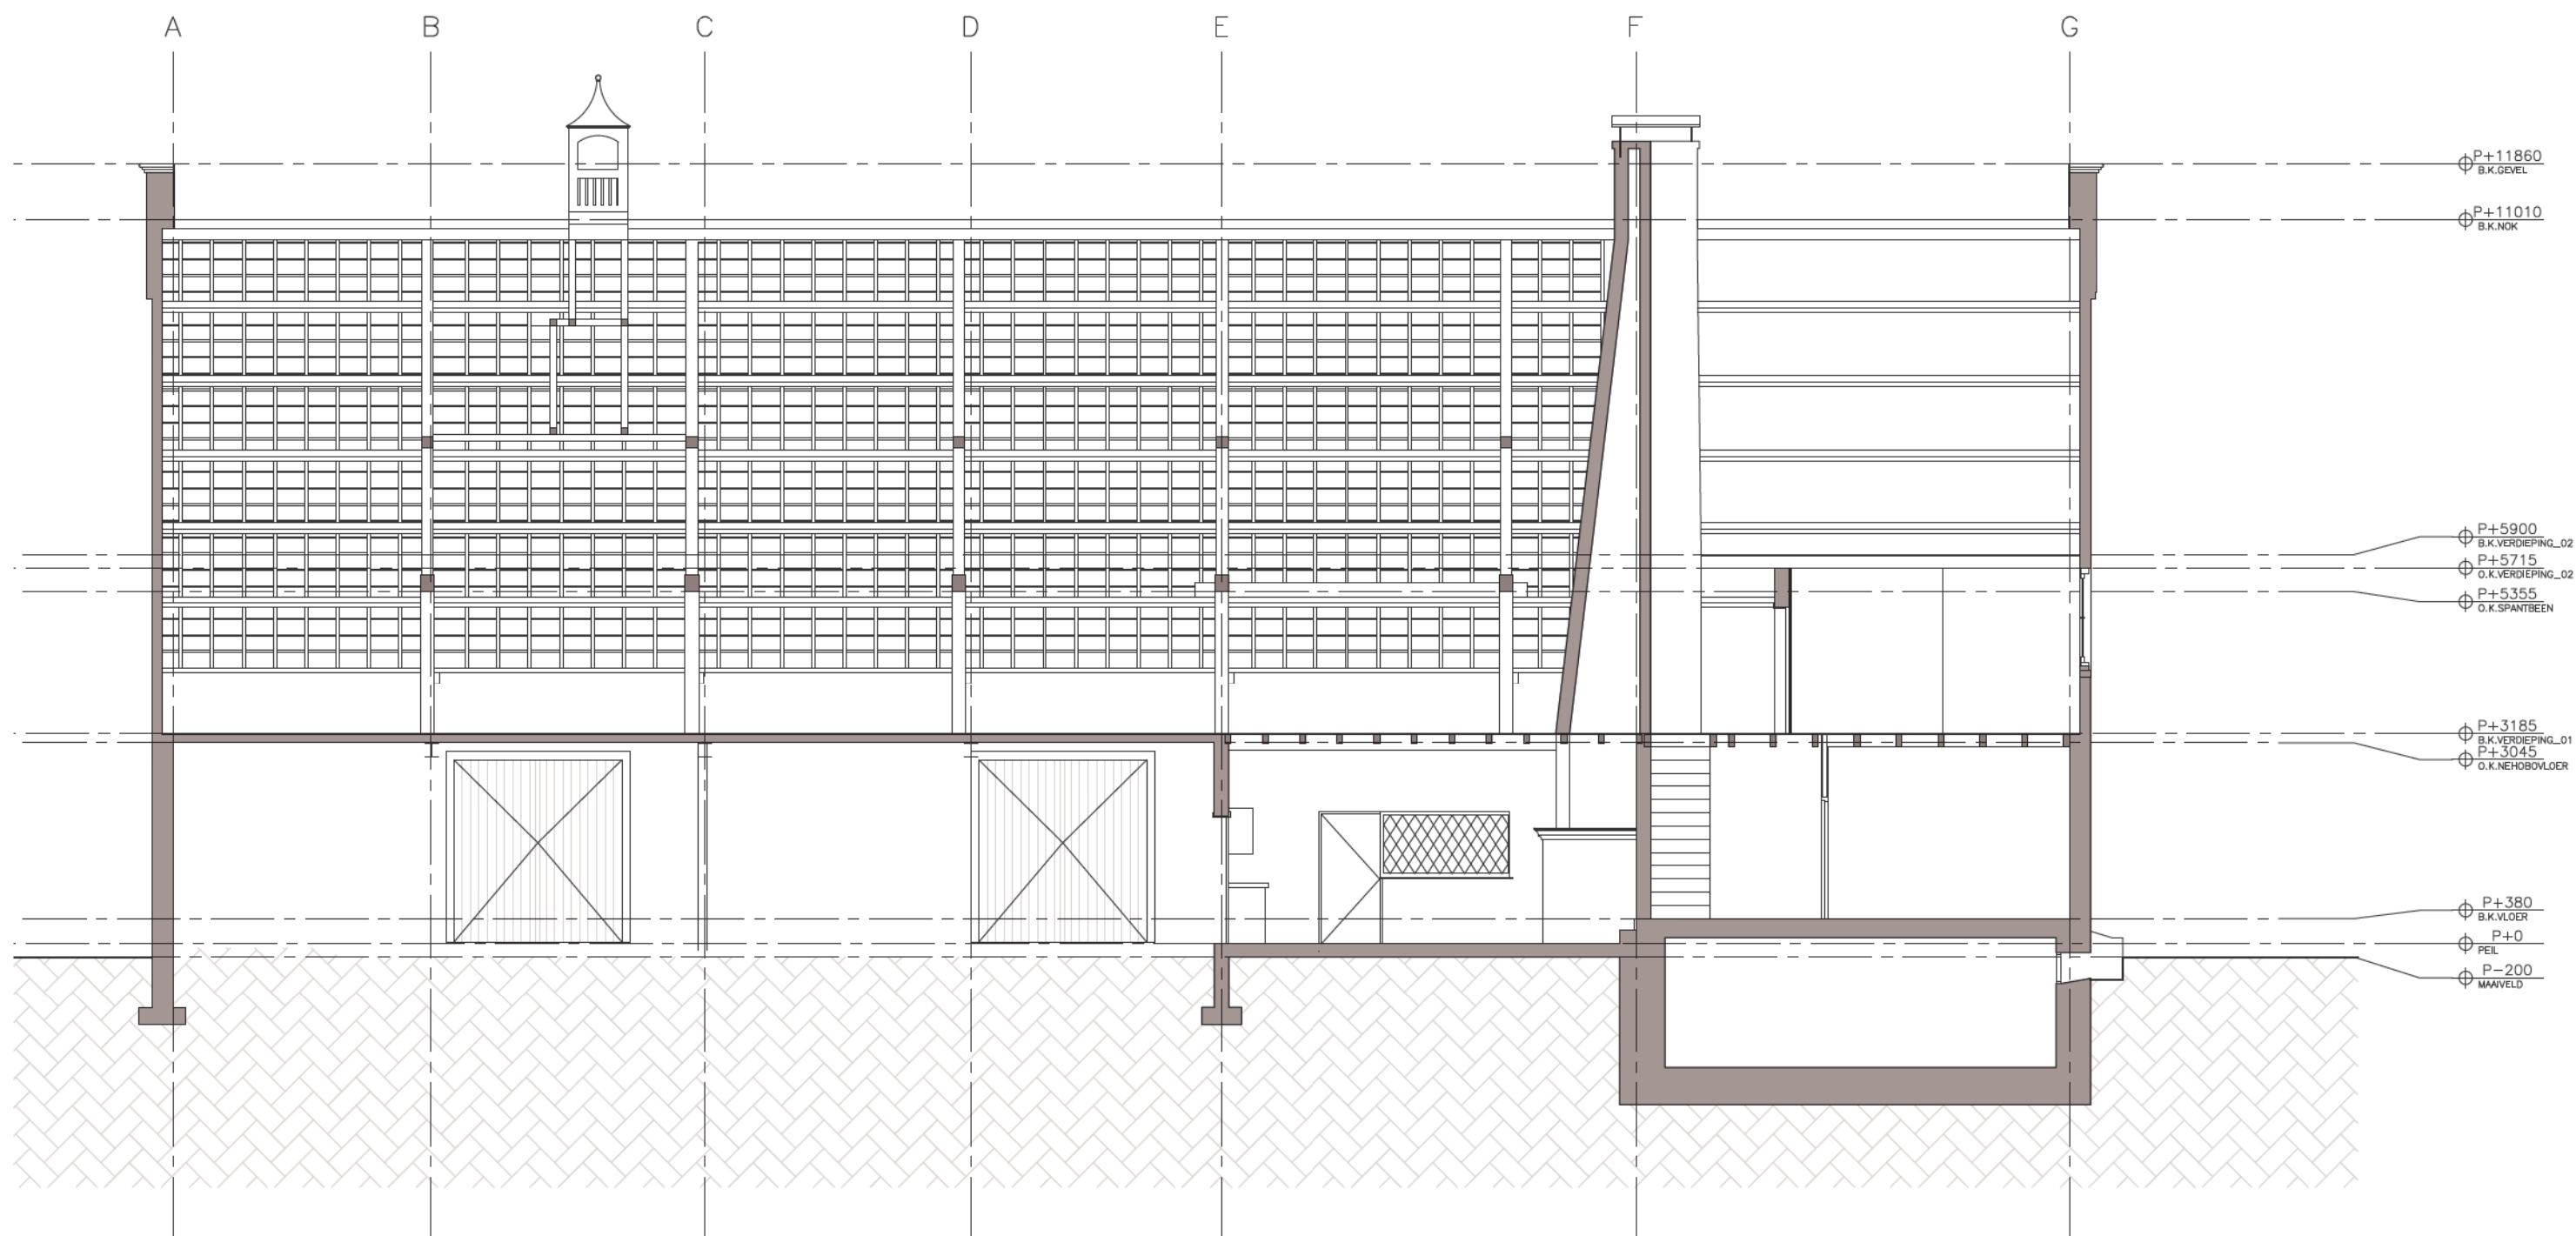 A B C D E F G
P+11860
B.K.GEVEL
P+11010
B.K.NOK
P+5900
B.K.VERDIEPING_02
P+5715
O.K.VERDIEPING_02
P+5355
O.K.SPANTBEEN
P+3185
B.K.VERDIEPING_01
P+3045
O.K.NEHOBOVLOER
P+380
B.K.VLOER
P+0
PEIL
P-200
MAAIVELD